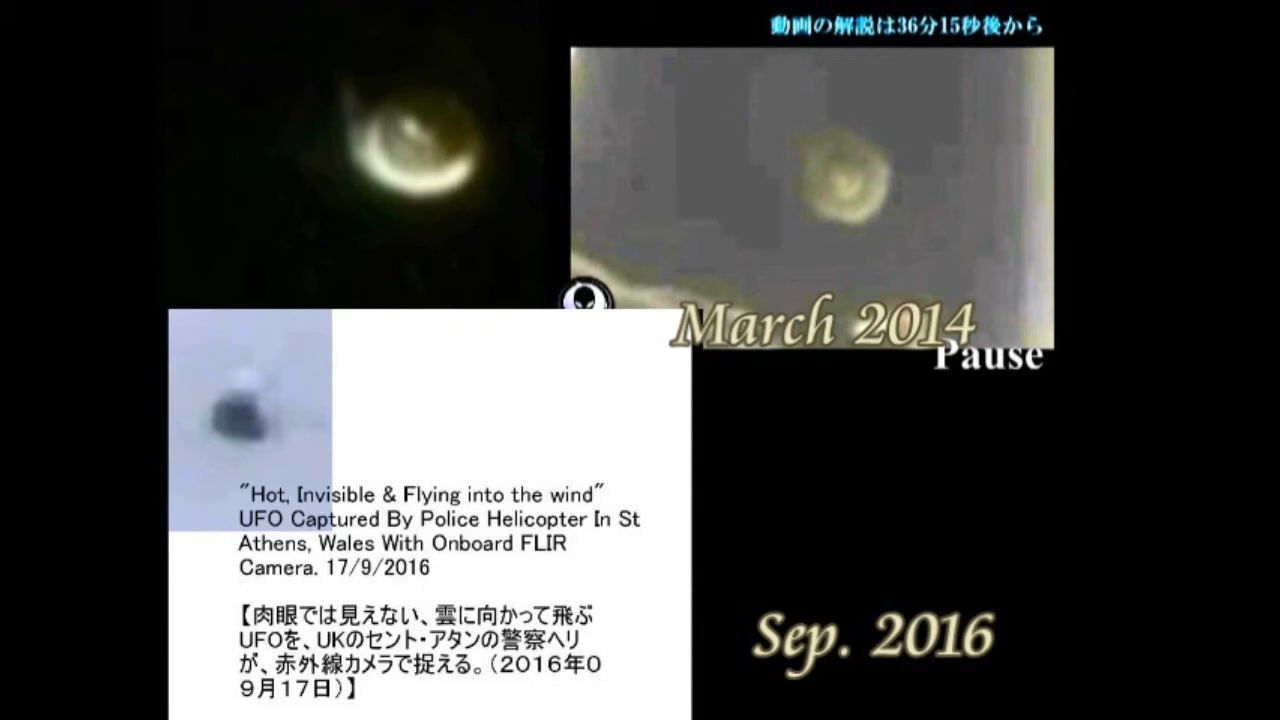 動画の解説は36分15秒後から
March 2014
Pause
"Hot, Invisible & Flying into the wind"
UFO Captured By Police Helicopter In St
Athens, Wales With Onboard FLIR
Camera. 17/9/2016
【肉眼では見えない、雲に向かって飛ぶ
UFOを、UKのセント・アタンの警察ヘリ
が、赤外線カメラで捉える。（２０１６年０
９月１７日）】
Sep. 2016